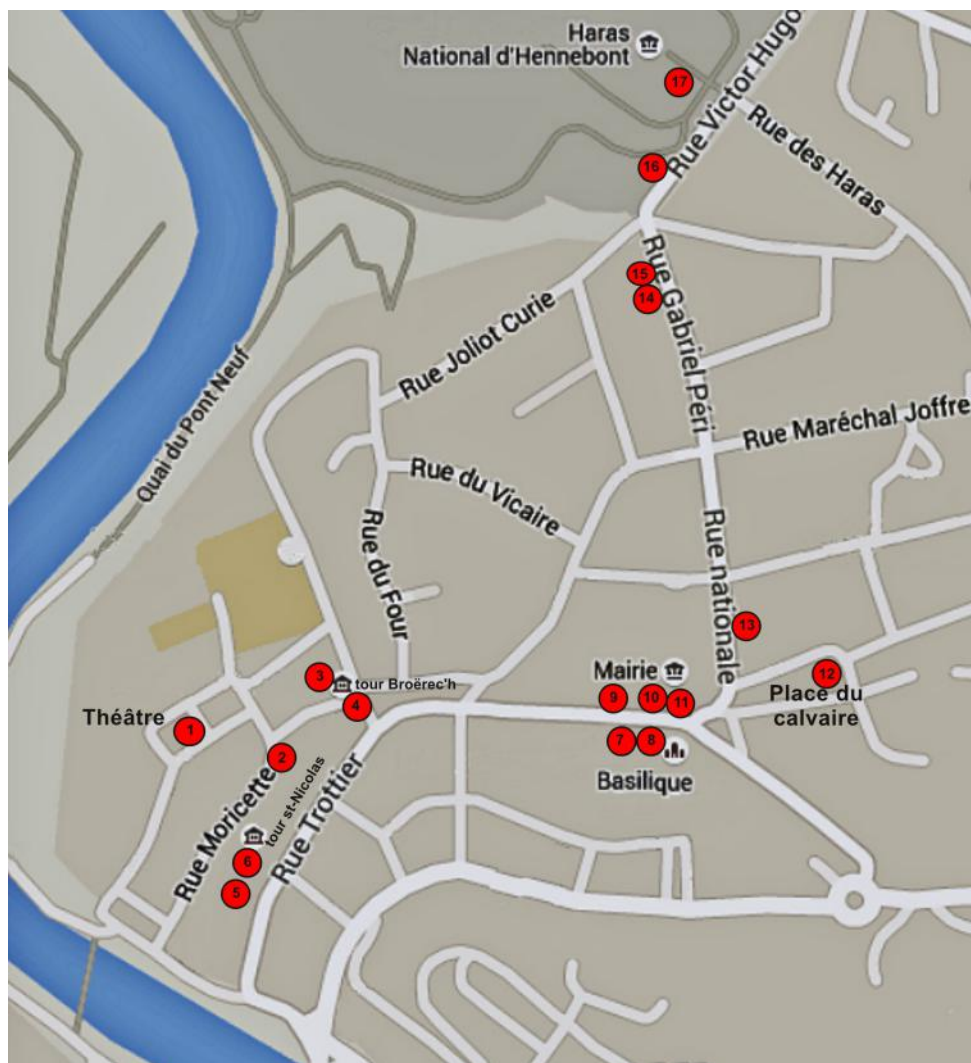 Haras
National d'Hennebont
17
Rue Victor Hugo
Rue des Haras
16
15
14
Rue Gabriel Péri
Rue Joliot Curie
Quai du Pont Neuf
Rue Maréchal Joffre
Rue du Vicaire
Rue du Four
Rue nationale
13
3
tour Broërec'h
4
Mairie
9
10
11
12
Place du
calvaire
Théâtre
1
2
7
8
Basilique
Rue Moricette
tour st-Nicolas
6
5
Rue Trottier